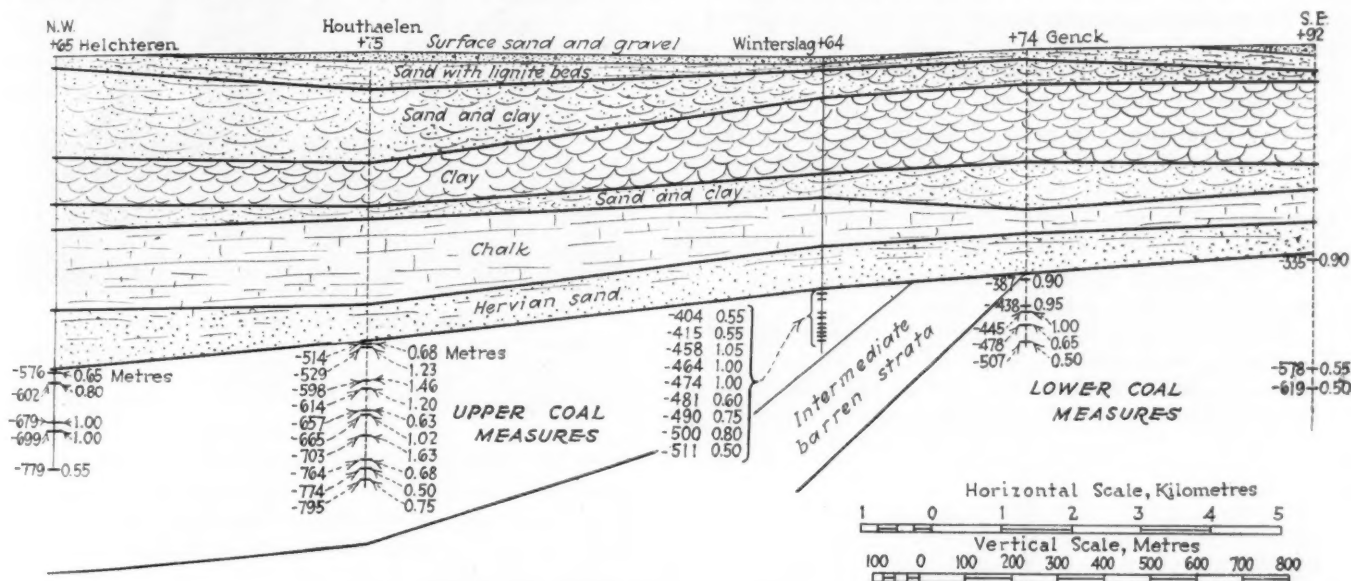 N.W.
+65 Helchteren
Houthaelen
+75
Surface sand and gravel
Winterslag +64
+74 Genck
S.E.
+92
Sand with lignite beds
Sand and clay
Clay
Sand and clay
Chalk
Hervian sand.
-576 0.65 Metres
-602 0.80
-679 1.00
-699 1.00
-779 0.55
-514 0.68 Metres
-529 1.23
-598 1.46
-614 1.20
-657 0.63
-665 1.02
-703 1.63
-764 0.68
-774 0.50
-795 0.75
UPPER COAL
MEASURES
-404 0.55
-415 0.55
-458 1.05
-464 1.00
-474 1.00
-481 0.60
-490 0.75
-500 0.80
-511 0.50
Intermediate
barren strata
-387 0.90
-438 0.95
-445 1.00
-478 0.65
-507 0.50
LOWER COAL
MEASURES
-335 0.90
-578 0.55
-619 0.50
Horizontal Scale, Kilometres
1 0 1 2 3 4 5
Vertical Scale, Metres
100 0 100 200 300 400 500 600 700 800